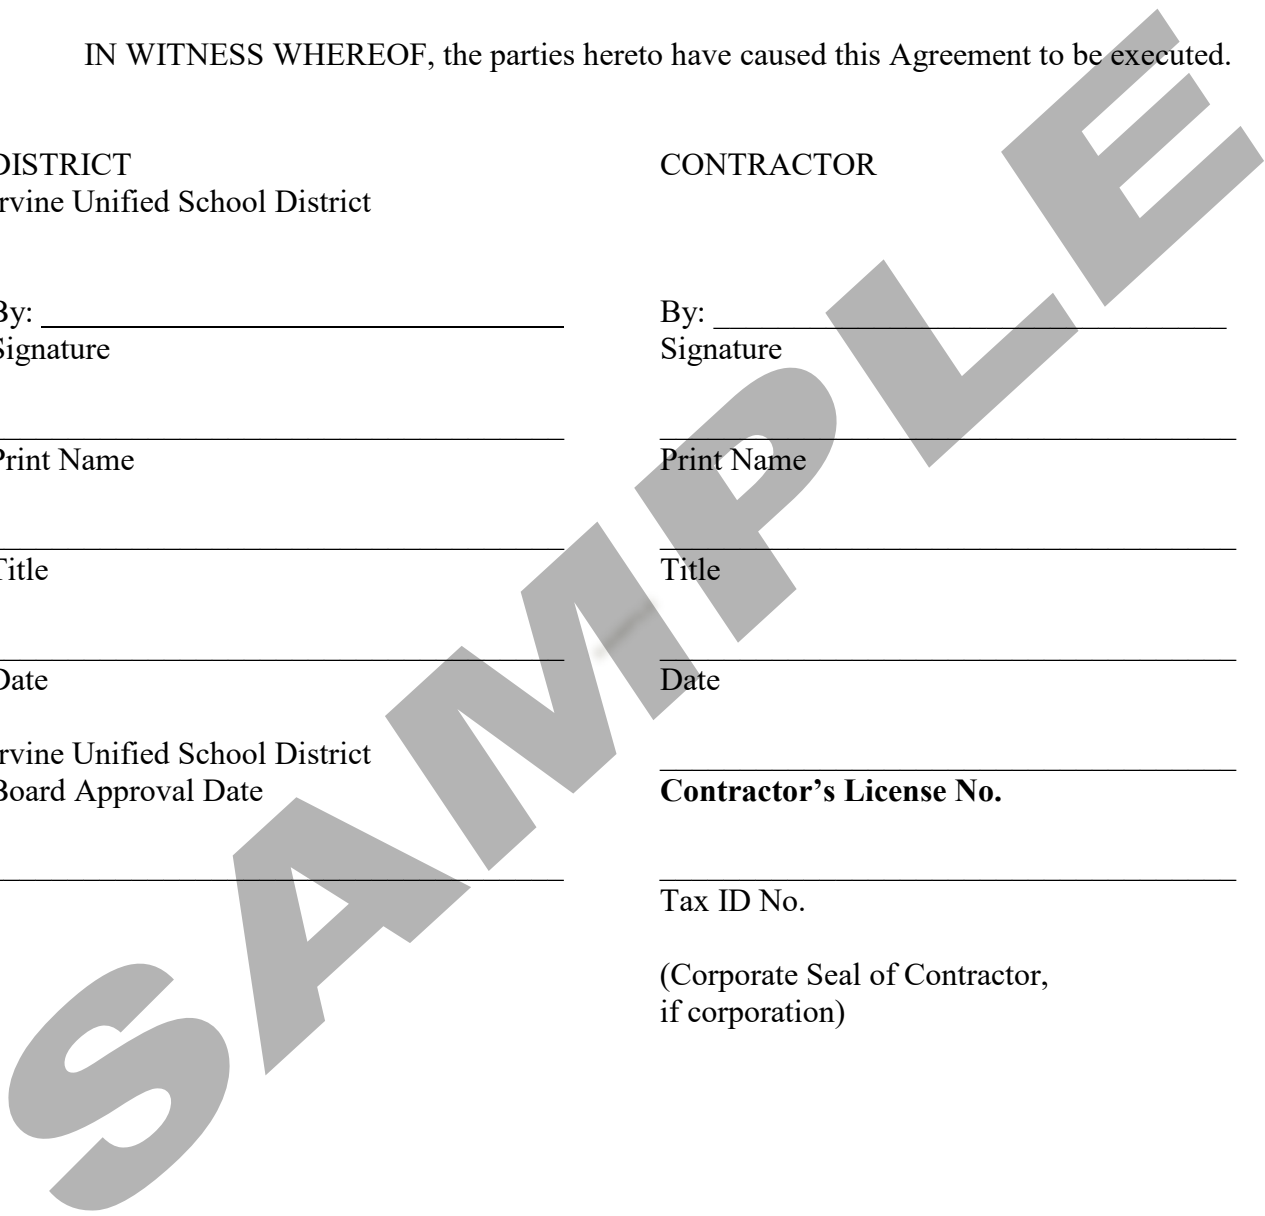 IN WITNESS WHEREOF, the parties hereto have caused this Agreement to be executed.
DISTRICT
rvine Unified School District
By:
Signature
Print Name
Title
Date
rvine Unified School District
Board Approval Date
CONTRACTOR
By:
Signature
Print Name
Title
Date
Contractor’s License No.
Tax ID No.
(Corporate Seal of Contractor,
if corporation)
SAMPLE